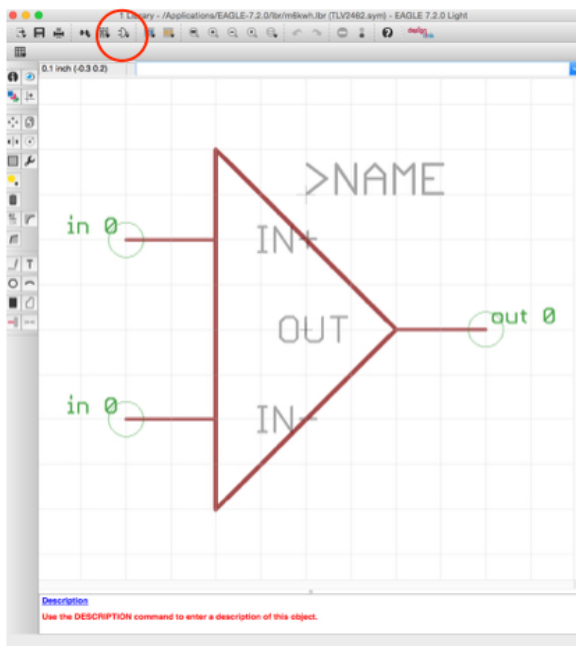 1 Library - /Applications/EAGLE-7.2.0/lbr/m6kwh.lbr (TLV2462.sym) - EAGLE 7.2.0 Light
0.1 inch (-0.3 0.2)
>NAME
in 0
IN+
OUT
out 0
in 0
IN-
Description
Use the DESCRIPTION command to enter a description of this object.